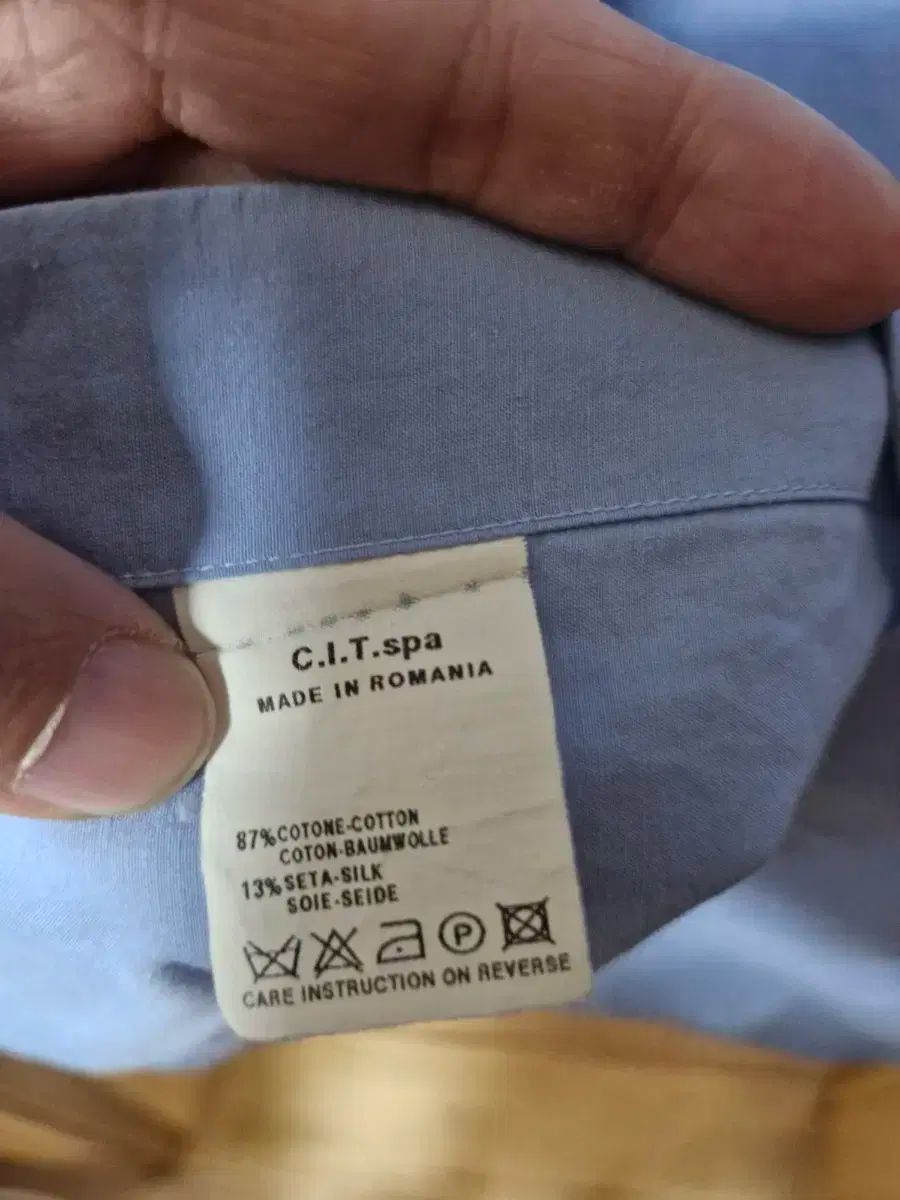 C.I.T.spa
MADE IN ROMANIA
87%COTONE-COTTON
COTON-BAUMWOLLE
13%SETA-SILK
SOIE-SEIDE
P
CARE INSTRUCTION ON REVERSE